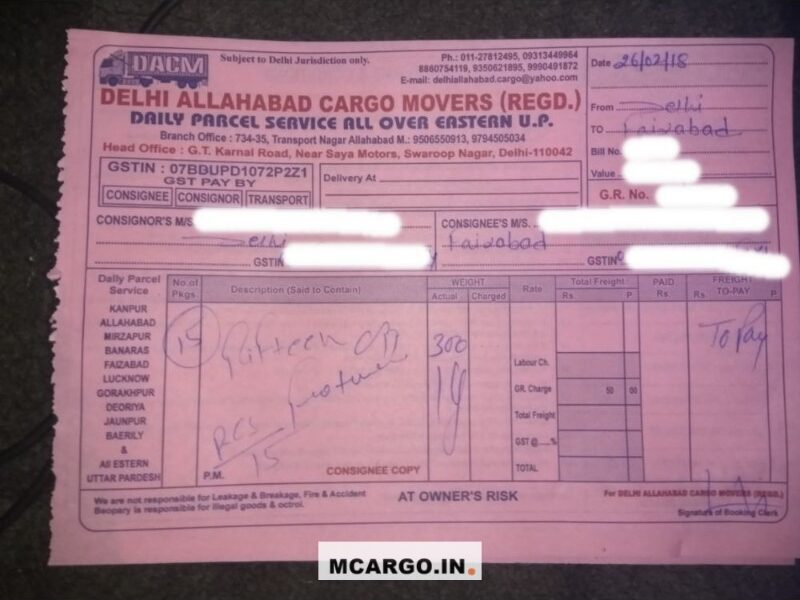 DACM
Subject to Delhi Jurisdiction only.
Ph.: 011-27812495, 09313449964
8860754119, 9350621895, 9990491872
E-mail: delhiallahabad.cargo@yahoo.com
DELHI ALLAHABAD CARGO MOVERS (REGD.)
DAILY PARCEL SERVICE ALL OVER EASTERN U.P.
Branch Office : 734-35, Transport Nagar Allahabad M.: 9506550913, 9794505034
Head Office : G.T. Karnal Road, Near Saya Motors, Swaroop Nagar, Delhi-110042
Date 26/02/18
From Delhi
TO Faizabad
Bill No.
Value
G.R. No.
GSTIN : 07BBUPD1072P2Z1
GST PAY BY
CONSIGNEE CONSIGNOR TRANSPORT
Delivery At
CONSIGNOR'S M/S
Delhi
GSTIN
CONSIGNEE'S M/S.
Faizabad
GSTIN
Daily Parcel Service
KANPUR
ALLAHABAD
MIRZAPUR
BANARAS
FAIZABAD
LUCKNOW
GORAKHPUR
DEORIYA
JAUNPUR
BAERILY
&
All ESTERN
UTTAR PARDESH
No.of Pkgs.
15
Description (Said to Contain)
PCS
15
P.M.
CONSIGNEE COPY
WEIGHT
Actual Charged
300
Rate
Labour Ch.
GR. Charge
Total Freight
GST @......%
TOTAL
Total Freight
Rs P
50 00
PAID
Rs.
FREIGHT
TO-PAY
Rs P
To Pay
We are not responsible for Leakage & Breakage, Fire & Accident
Beopary is responsible for illegal goods & octrol.
AT OWNER'S RISK
For DELHI ALLAHABAD CARGO MOVERS (REGD.)
Signature of Booking Clerk
MCARGO.IN.